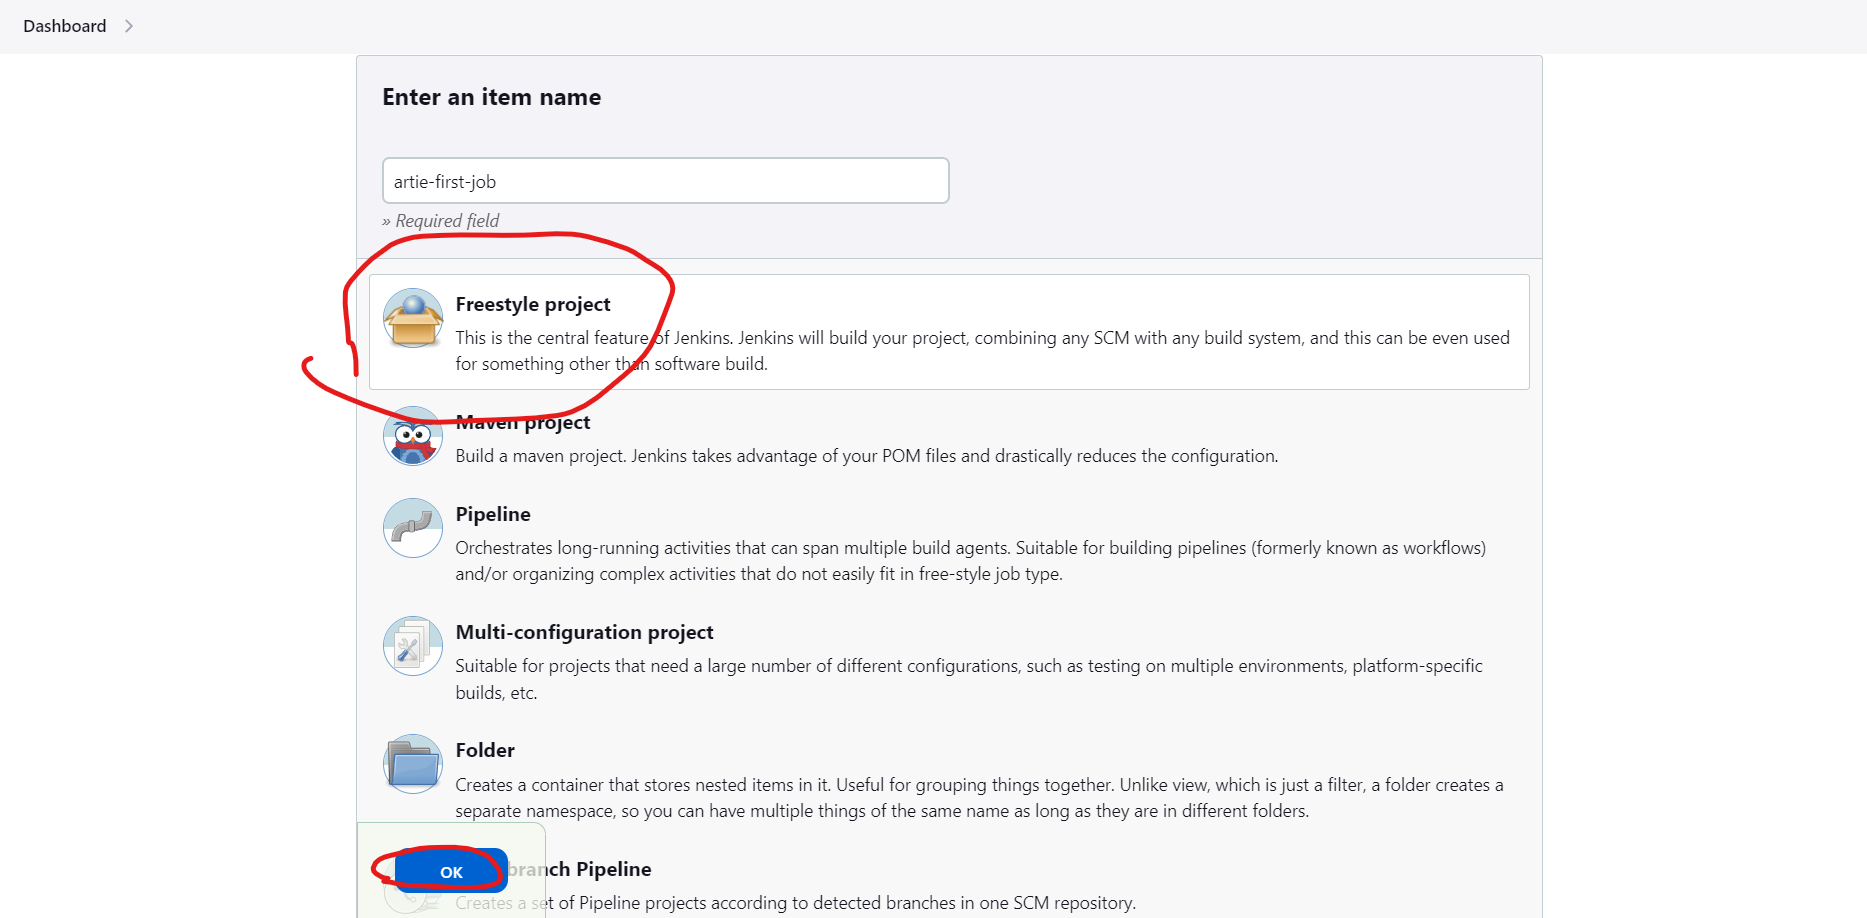 Dashboard
Enter an item name
artie-first-job
» Required field
Freestyle project
This is the central feature of Jenkins. Jenkins will build your project, combining any SCM with any build system, and this can be even used
for something other than software build.
Maven project
Build a maven project. Jenkins takes advantage of your POM files and drastically reduces the configuration.
Pipeline
Orchestrates long-running activities that can span multiple build agents. Suitable for building pipelines (formerly known as workflows)
and/or organizing complex activities that do not easily fit in free-style job type.
Multi-configuration project
Suitable for projects that need a large number of different configurations, such as testing on multiple environments, platform-specific
builds, etc.
Folder
Creates a container that stores nested items in it. Useful for grouping things together. Unlike view, which is just a filter, a folder creates a
separate namespace, so you can have multiple things of the same name as long as they are in different folders.
OK
branch Pipeline
Creates a set of Pipeline projects according to detected branches in one SCM repository.